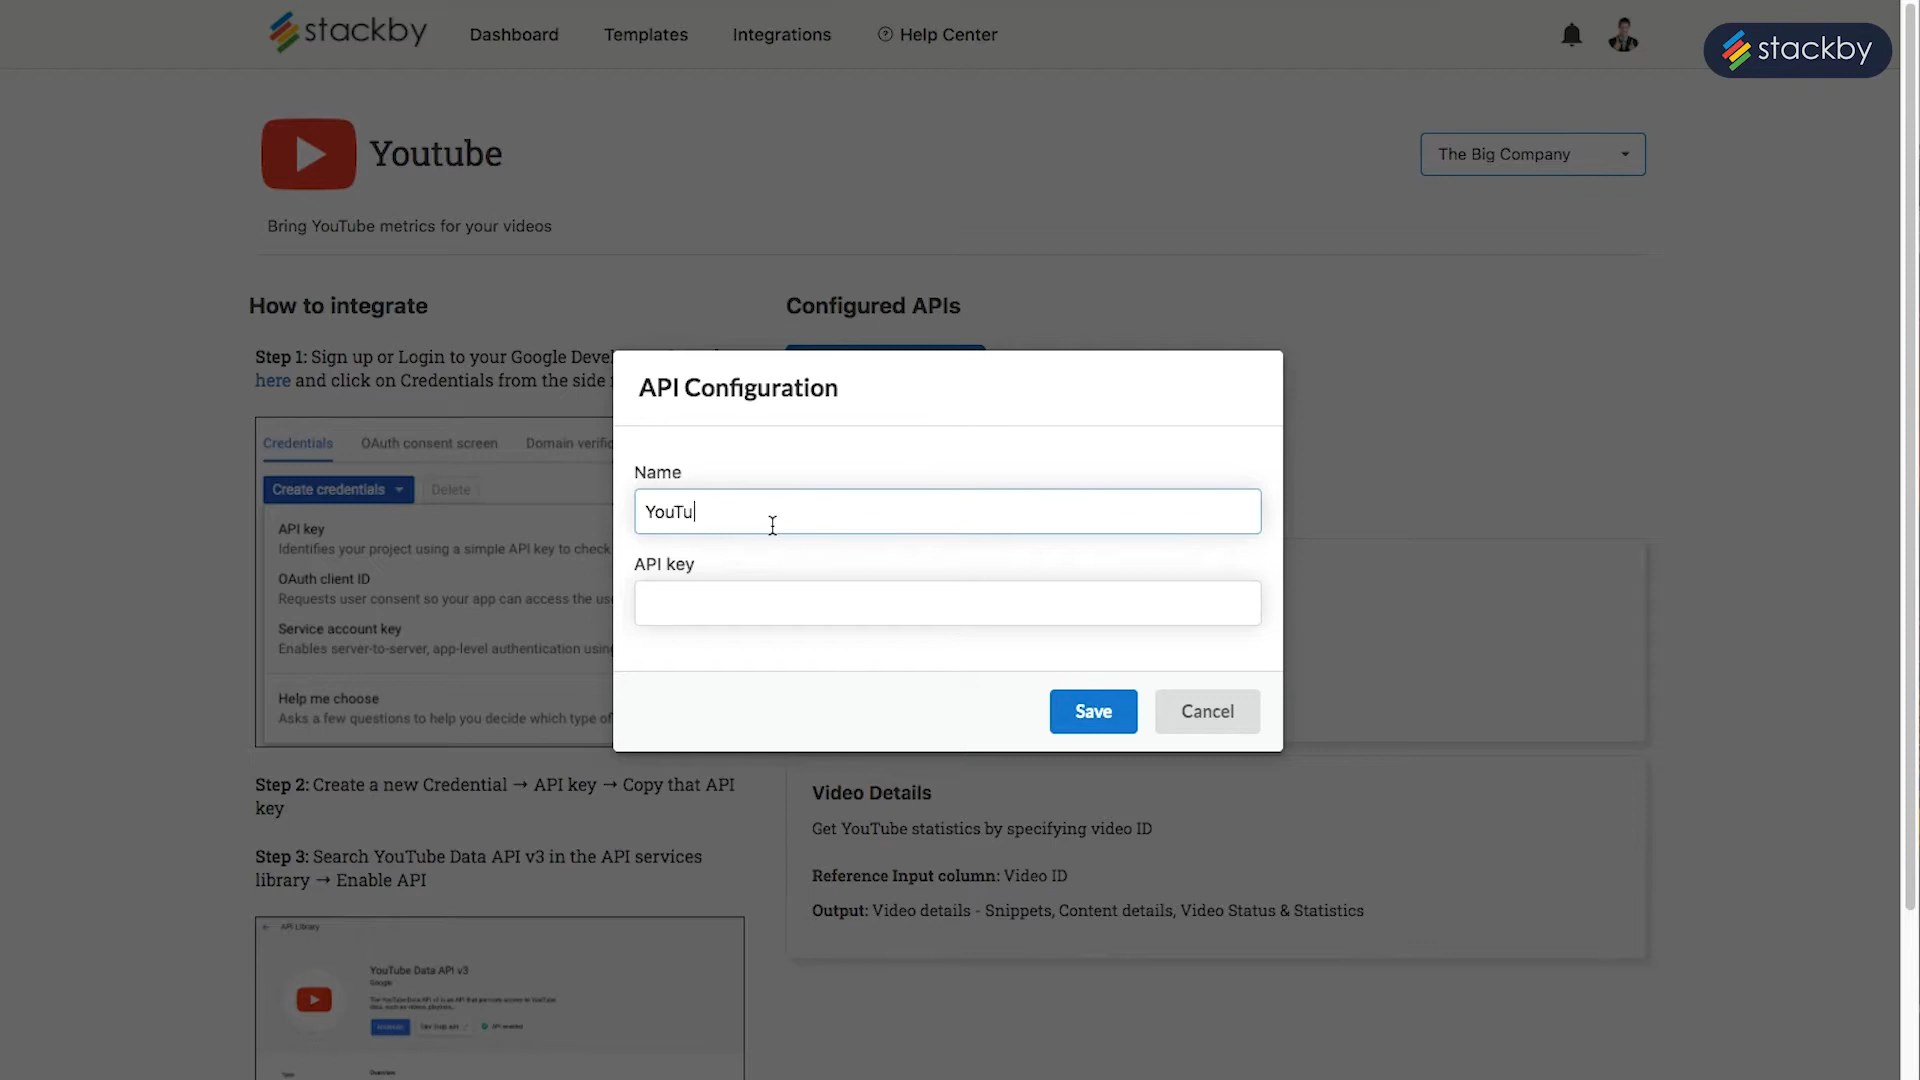 stackby
Dashboard
Templates
Integrations
Help Center
stackby
Youtube
The Big Company
Bring YouTube metrics for your videos
How to integrate
Configured APIs
Step 1: Sign up or Login to your Google
here and click on Credentials from the side
Credentials
OAuth consent screen
Domain
Create credentials
Delete
API key
Identifies your project using a simple API key to check
OAuth client ID
Requests user consent so your app can access the
Service account key
Enables server-to-server, app-level authentication
Help me choose
Asks a few questions to help you decide which type of
API Configuration
Name
YouTu
API key
Save
Cancel
Step 2: Create a new Credential → API key → Copy that API
key
Step 3: Search YouTube Data API v3 in the API services
library → Enable API
API Library
YouTube Data API v3
Google
API enabled
Video Details
Get YouTube statistics by specifying video ID
Reference Input column: Video ID
Output: Video details - Snippets, Content details, Video Status & Statistics